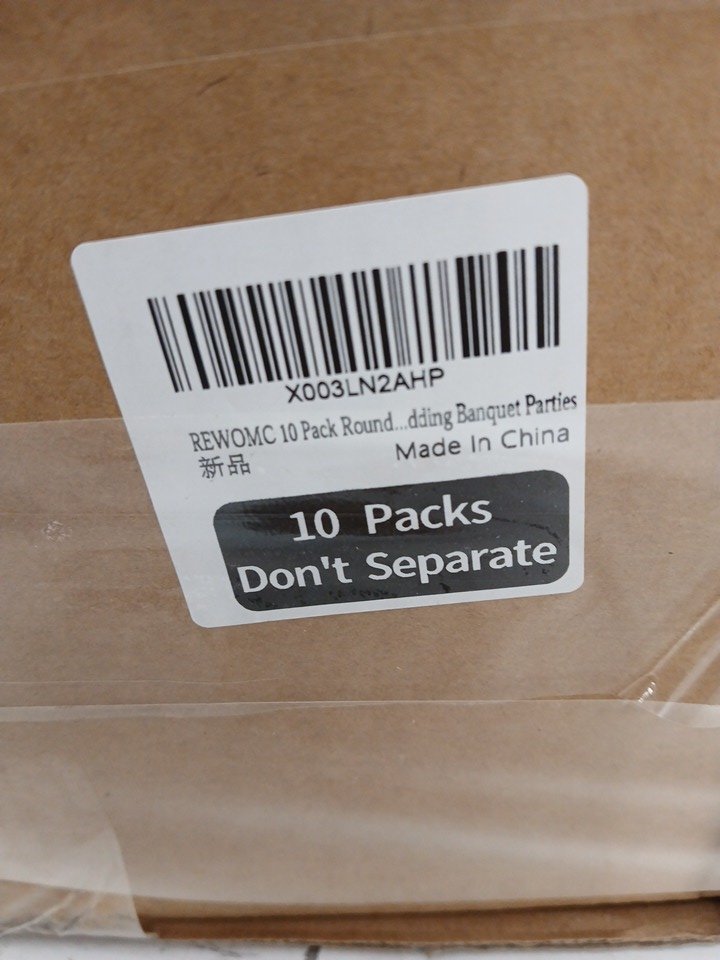 X003LN2AHP
REWOMC 10 Pack Round...dding Banquet Parties
新品
Made In China
10 Packs
Don't Separate